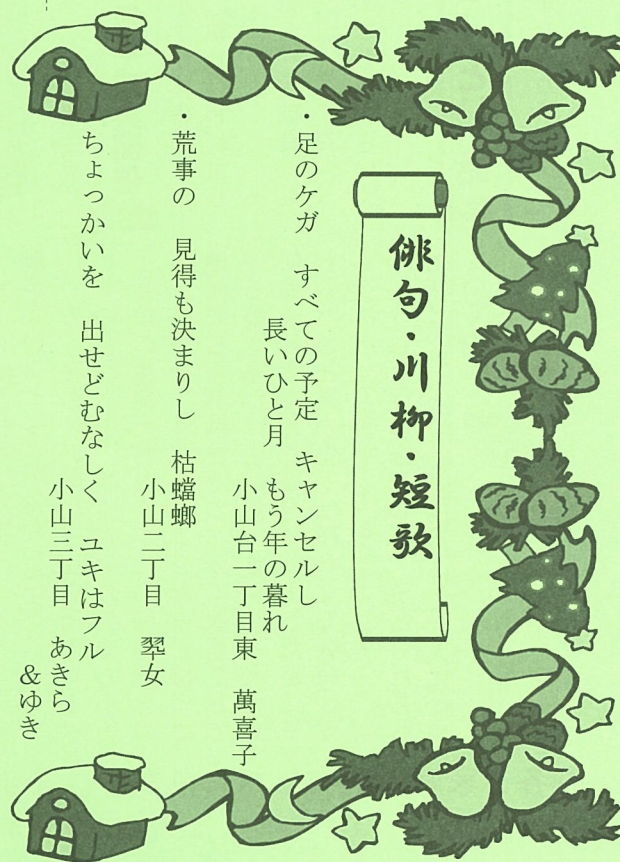 俳句・川柳・短歌
・足のケガ　すべての予定　キャンセルし
長いひと月　もう年の暮れ
小山台一丁目東　萬喜子
・荒事の　見得も決まりし　枯蟷螂
小山二丁目　翠女
ちょっかいを　出せどむなしく　ユキはフル
小山三丁目　あきら
＆ゆき